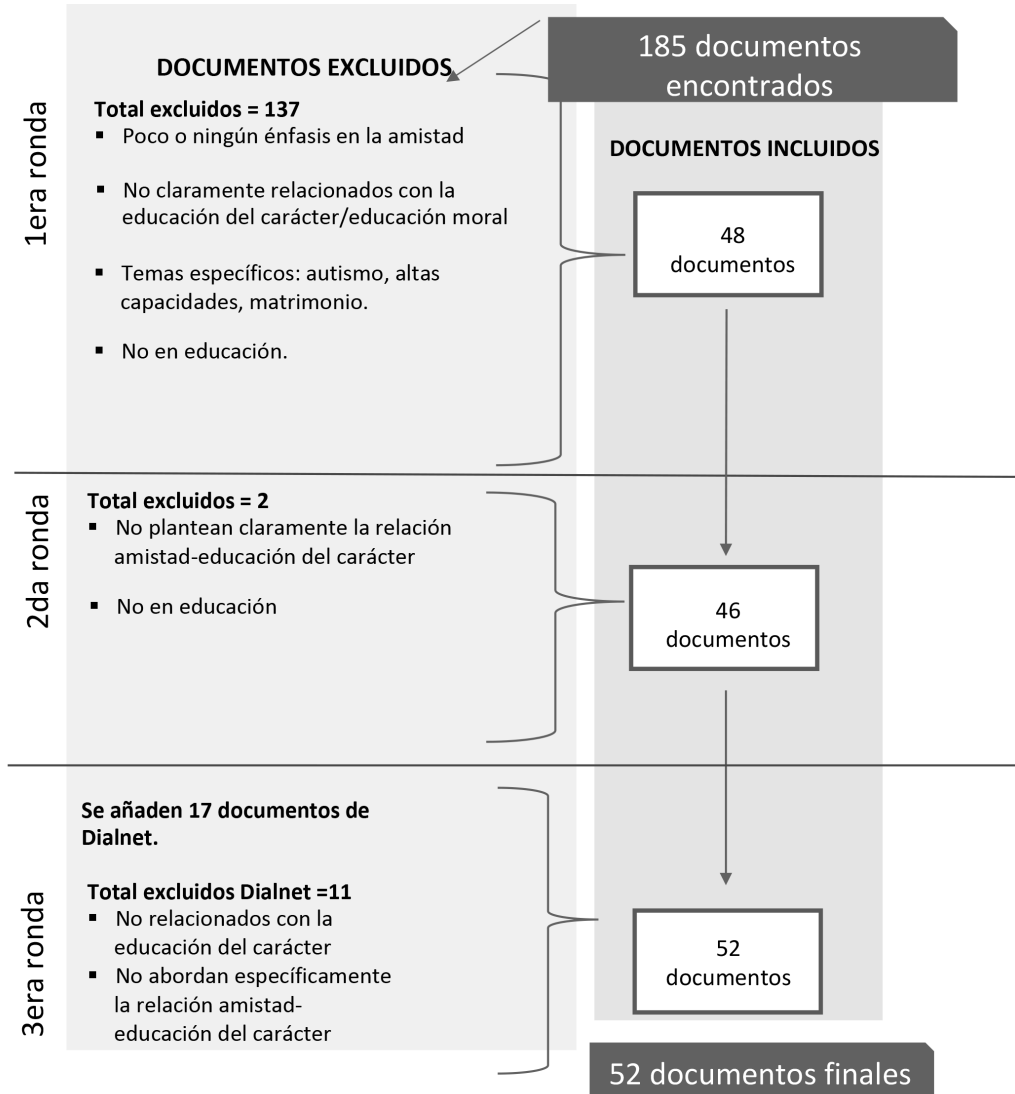 185 documentos
encontrados
DOCUMENTOS EXCLUIDOS
DOCUMENTOS INCLUIDOS
1era ronda
Total excluidos = 137
▪ Poco o ningún énfasis en la amistad
▪ No claramente relacionados con la
educación del carácter/educación moral
▪ Temas específicos: autismo, altas
capacidades, matrimonio.
▪ No en educación.
48
documentos
2da ronda
Total excluidos = 2
▪ No plantean claramente la relación
amistad-educación del carácter
▪ No en educación
46
documentos
3era ronda
Se añaden 17 documentos de
Dialnet.
Total excluidos Dialnet =11
▪ No relacionados con la
educación del carácter
▪ No abordan específicamente
la relación amistad-
educación del carácter
52
documentos
52 documentos finales